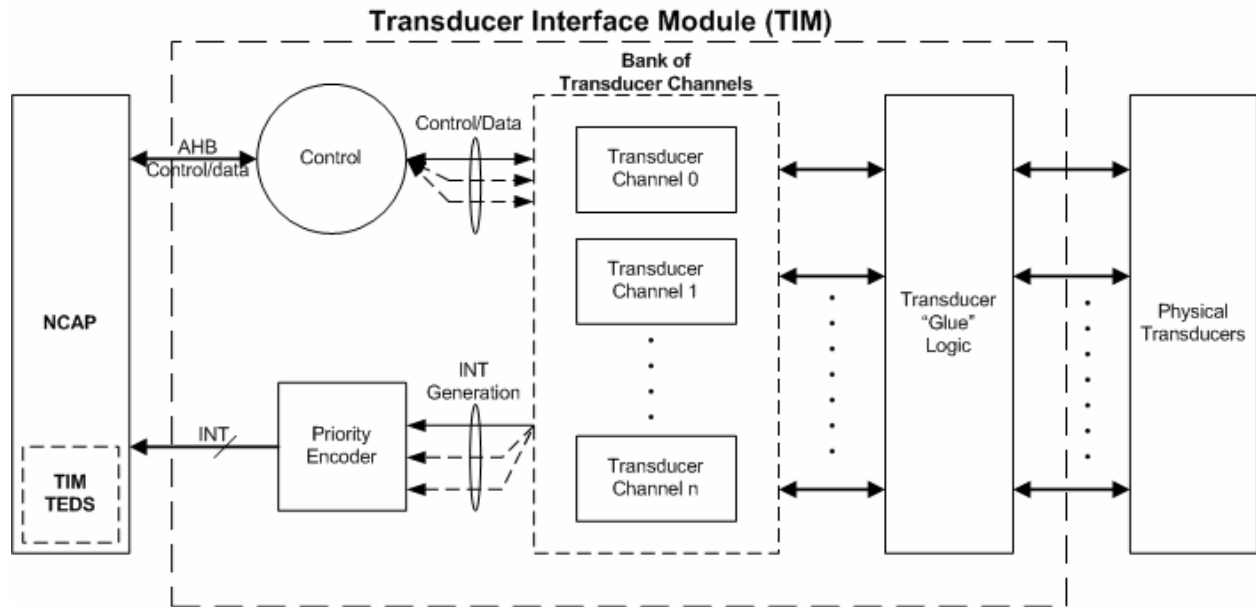 Transducer Interface Module (TIM)
Bank of
Transducer Channels
AHB
Control/data
Control
Control/Data
Transducer
Channel 0
Transducer
Channel 1
NCAP
Transducer
"Glue"
Logic
Physical
Transducers
INT
Generation
INT
Priority
Encoder
Transducer
Channel n
TIM
TEDS